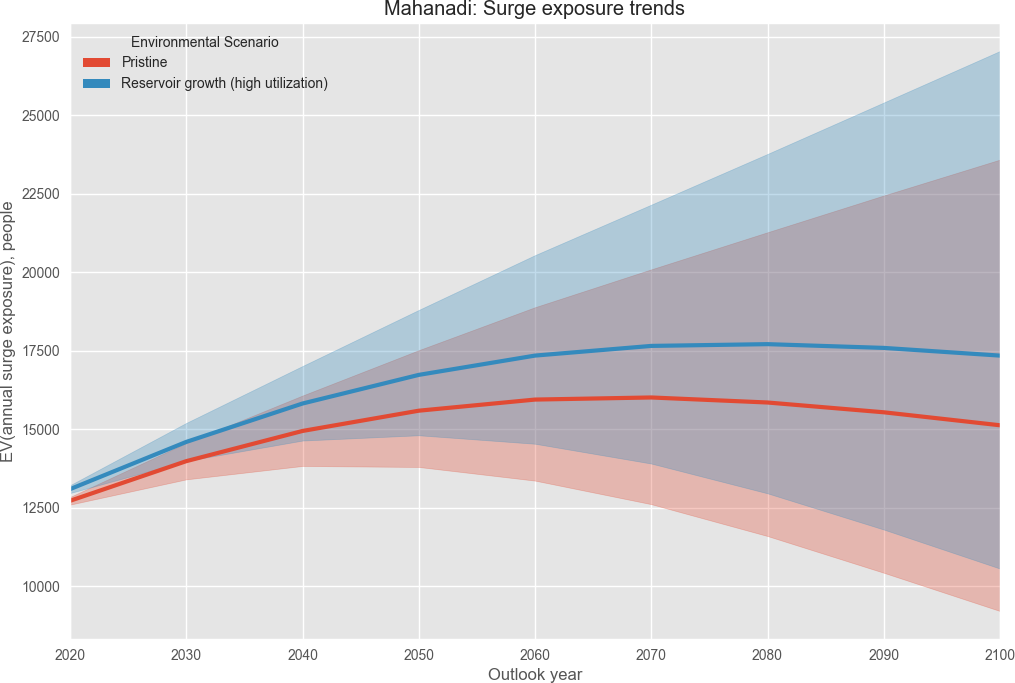 Mahanadi: Surge exposure trends
EV(annual surge exposure), people
27500
25000
22500
20000
17500
15000
12500
10000
Environmental Scenario
Pristine
Reservoir growth (high utilization)
2020 2030 2040 2050 2060 2070 2080 2090 2100
Outlook year